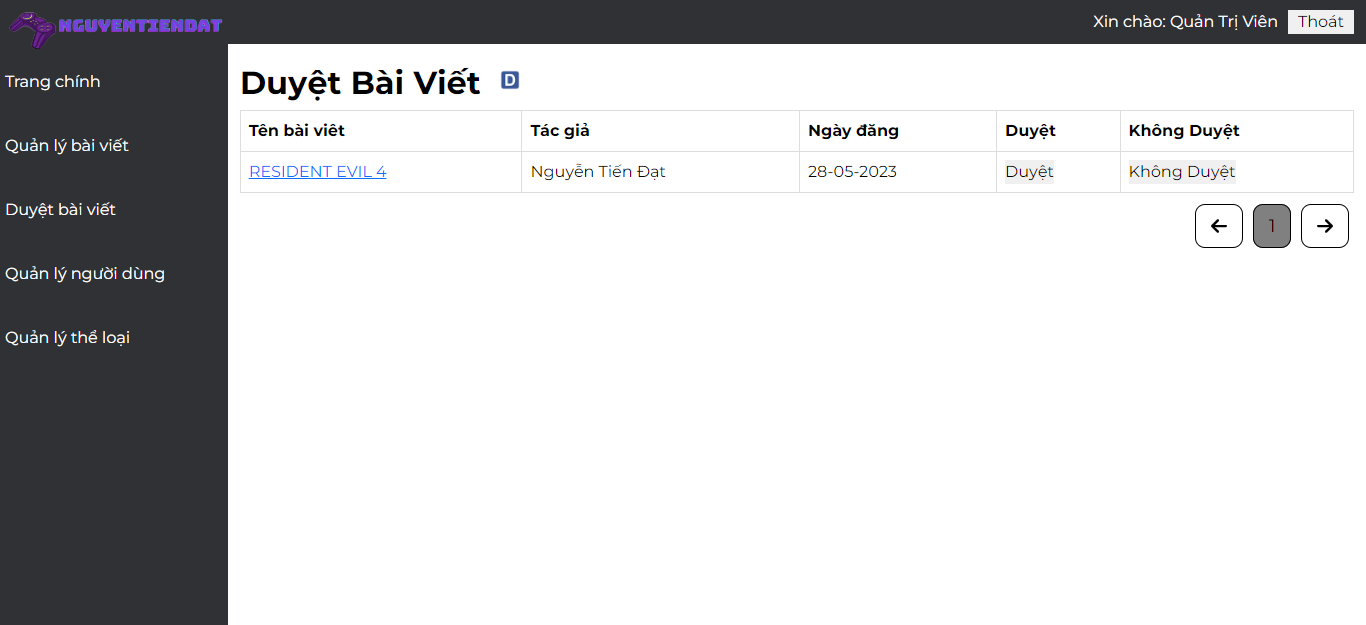 NGUYENTIENDAT
Xin chào: Quản Trị Viên Thoát
Trang chính
Quản lý bài viết
Duyệt bài viết
Quản lý người dùng
Quản lý thể loại
Duyệt Bài Viết D
Tên bài viêt Tác giả Ngày đăng Duyệt Không Duyệt
RESIDENT EVIL 4 Nguyễn Tiến Đạt 28-05-2023 Duyệt Không Duyệt
1